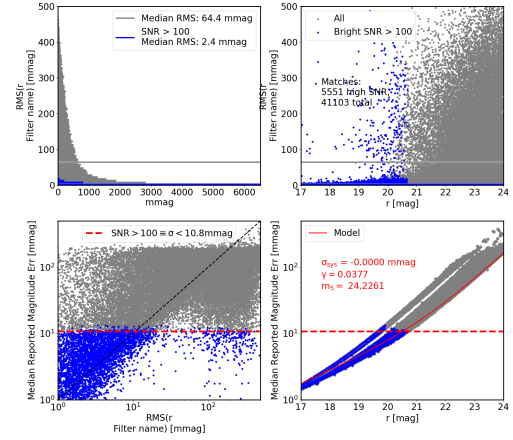 500
400
300
200
100
0
RMS(r
Filter name) [mmag]
0 1000 2000 3000 4000 5000 6000
mmag
Median RMS: 64.4 mmag
SNR > 100
Median RMS: 2.4 mmag
500
400
300
200
100
0
RMS(r
Filter name) [mmag]
17 18 19 20 21 22 23 24
r [mag]
All
Bright SNR > 100
Matches:
5551 high SNR,
41103 total
10²
10¹
10⁰
Median Reported Magnitude Err [mmag]
10⁰ 10¹ 10²
RMS(r
Filter name) [mmag]
SNR > 100 ≡ σ < 10.8mmag
10²
10¹
10⁰
Median Reported Magnitude Err [mmag]
17 18 19 20 21 22 23 24
r [mag]
Model
σsys = -0.0000 mmag
γ = 0.0377
m₅ = 24.2261